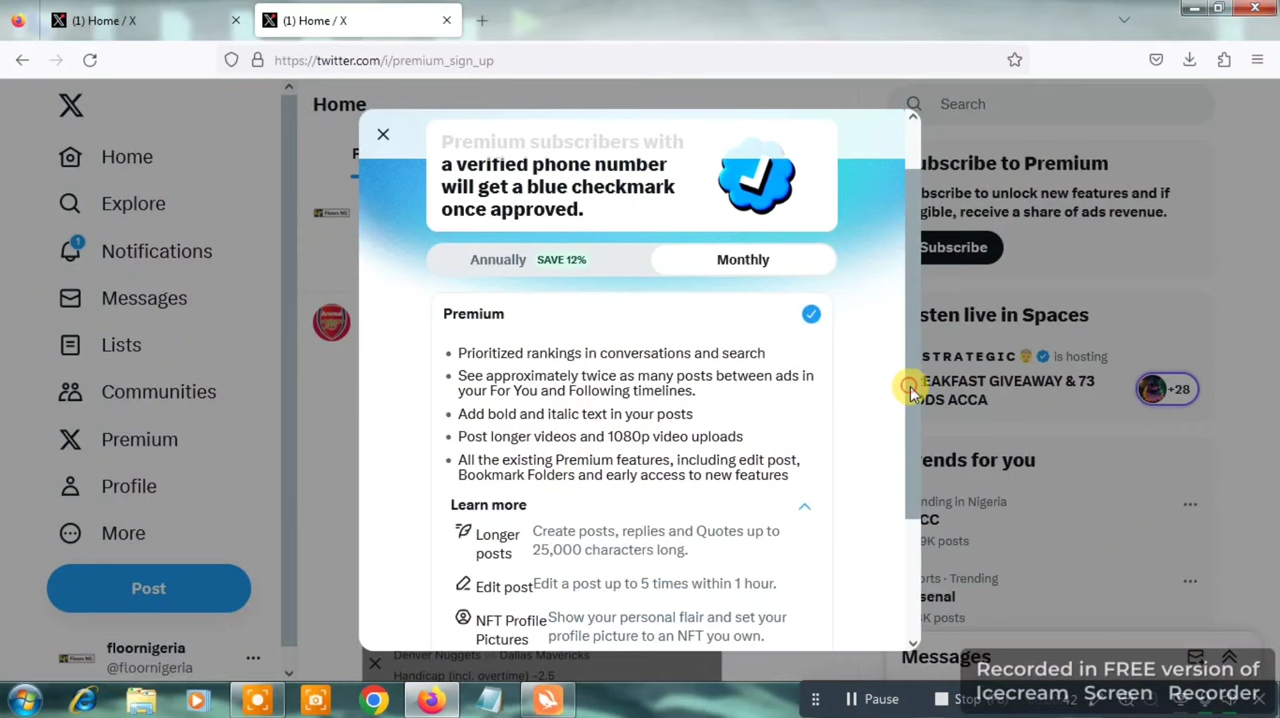 (1) Home / X
(1) Home / X
https://twitter.com/i/premium_sign_up
Home
Explore
Notifications
1
Messages
Lists
Communities
Premium
Profile
More
Post
floornigeria
@floornigeria
Home
F
Floors NG
Arsenal
Premium subscribers with
a verified phone number
will get a blue checkmark
once approved.
Annually SAVE 12%
Monthly
Premium
Prioritized rankings in conversations and search
See approximately twice as many posts between ads in
your For You and Following timelines.
Add bold and italic text in your posts
Post longer videos and 1080p video uploads
All the existing Premium features, including edit post,
Bookmark Folders and early access to new features
Learn more
Longer
posts
Create posts, replies and Quotes up to
25,000 characters long.
Edit post
Edit a post up to 5 times within 1 hour.
NFT Profile
Pictures
Show your personal flair and set your
profile picture to an NFT you own.
Denver Nuggets vs Dallas Mavericks
Handicap (incl. overtime) -2.5
Search
ubscribe to Premium
bscribe to unlock new features and if
gible, receive a share of ads revenue.
Subscribe
sten live in Spaces
STRATEGIC is hosting
EAKFAST GIVEAWAY & 73
DS ACCA
+28
ends for you
nding in Nigeria
CC
9K posts
orts · Trending
senal
K posts
Messages
Recorded in FREE version of
Icecream Screen Recorder
Pause
Stop